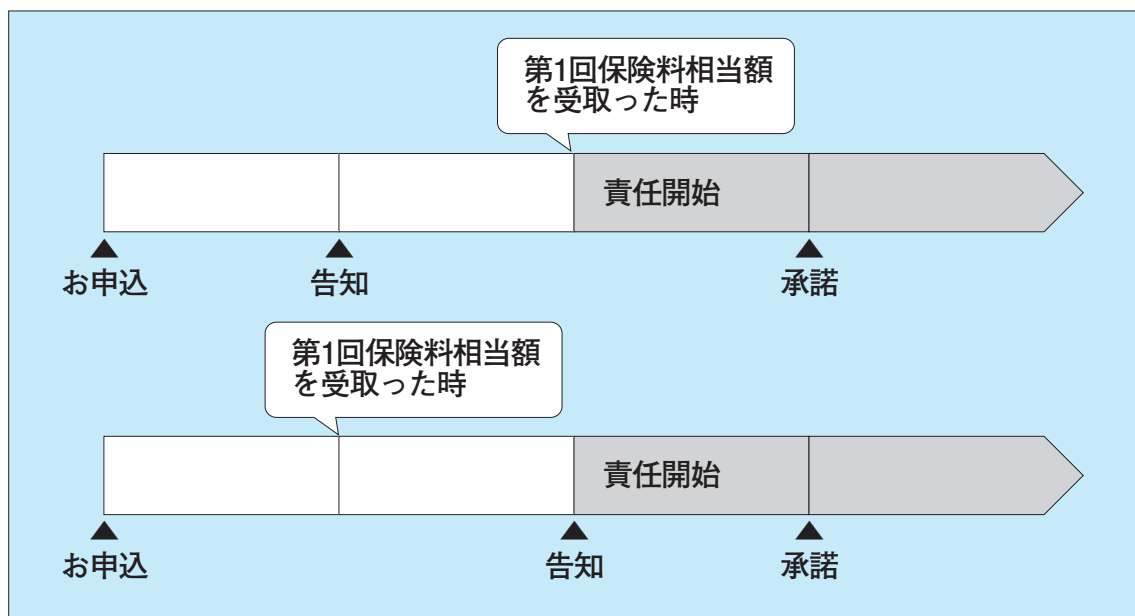 第1回保険料相当額
を受取った時
責任開始
お申込
告知
承諾
第1回保険料相当額
を受取った時
責任開始
お申込
告知
承諾